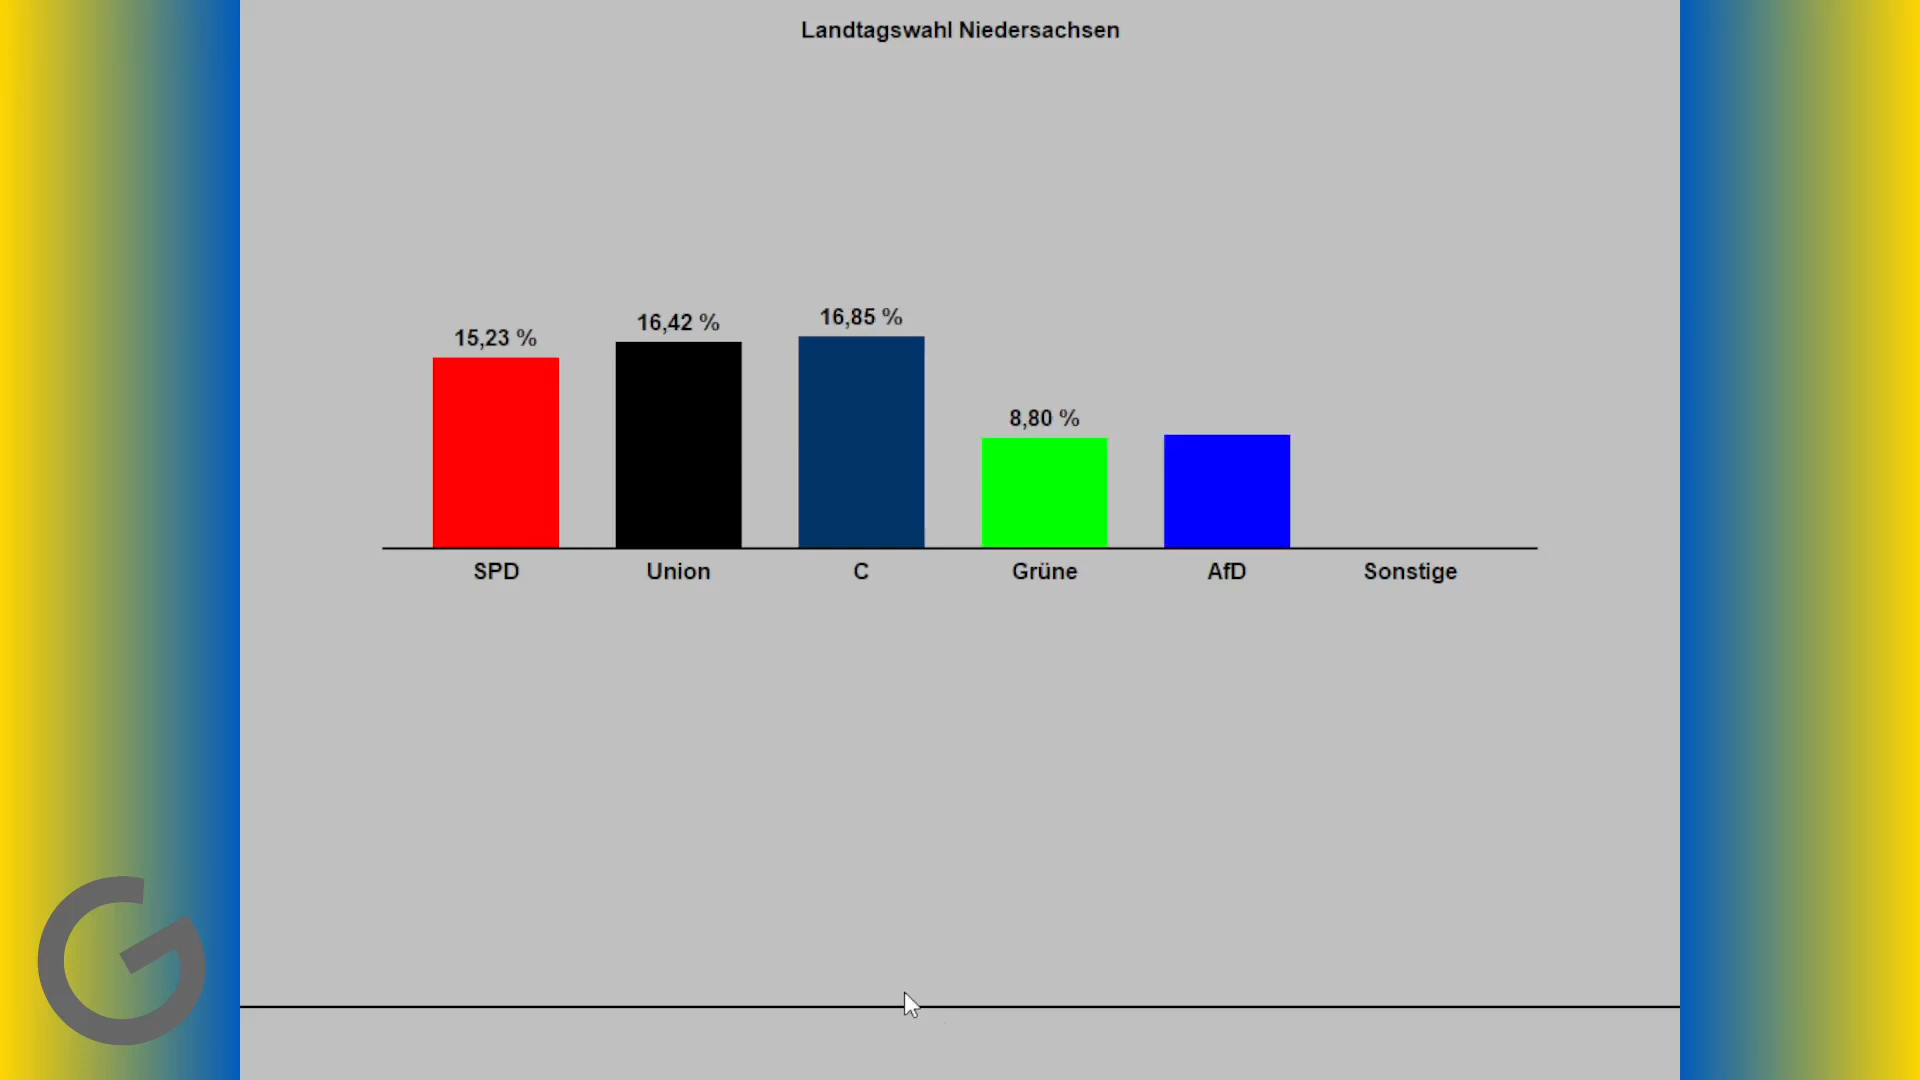 Landtagswahl Niedersachsen
15,23 %
16,42 %
16,85 %
8,80 %
SPD
Union
C
Grüne
AfD
Sonstige
G